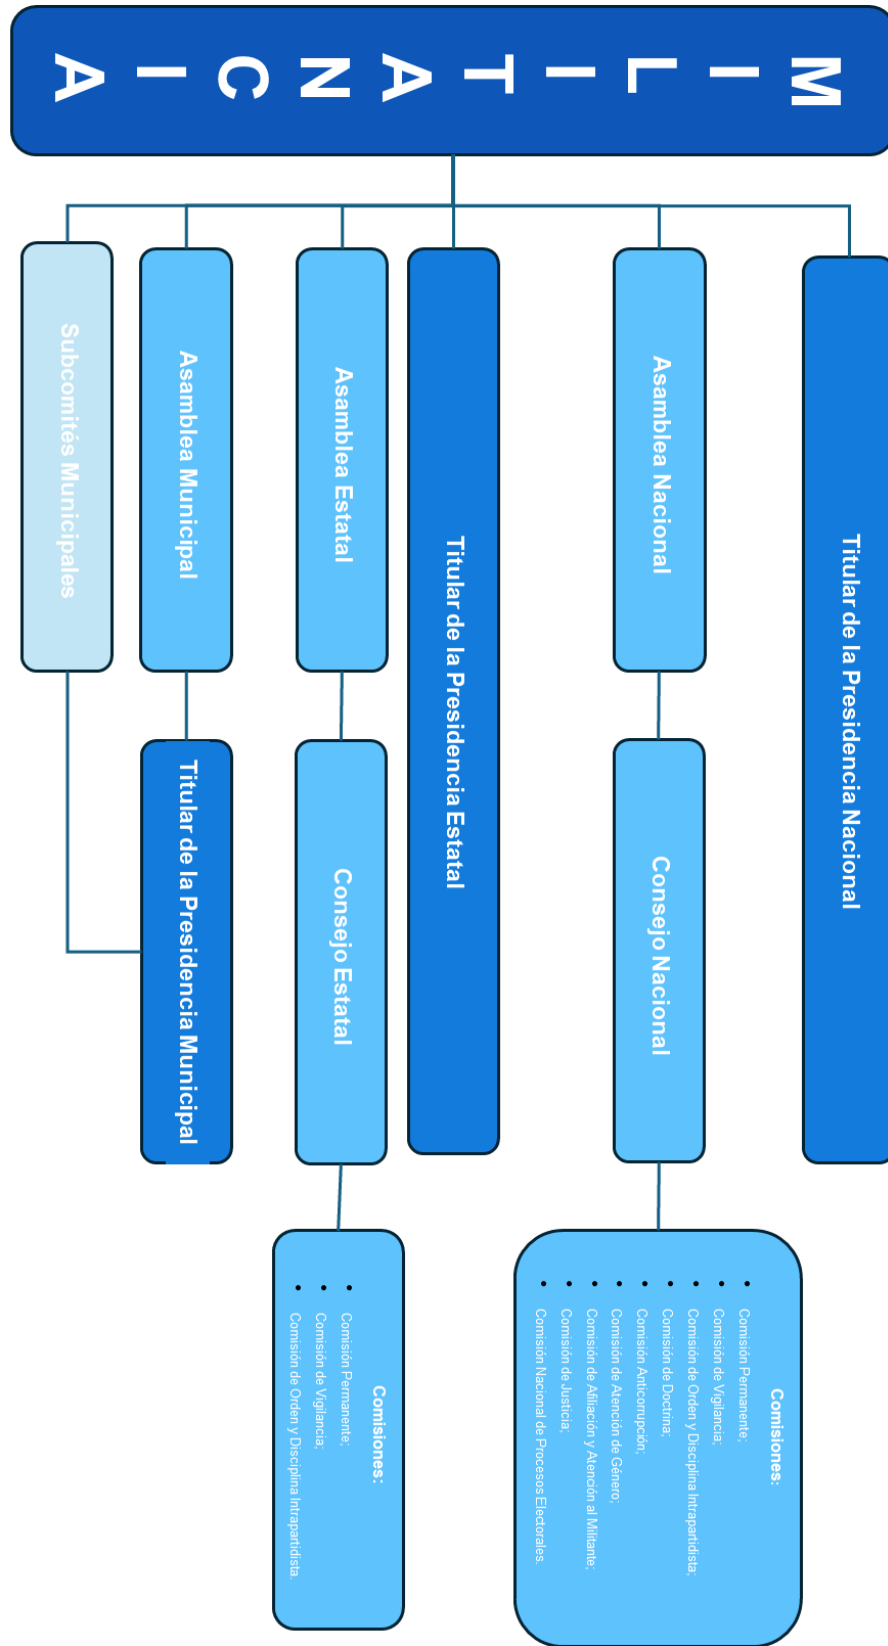 MILITANCIA
Titular de la Presidencia Nacional
Asamblea Nacional
Consejo Nacional
Comisiones:
• Comisión Permanente;
• Comisión de Vigilancia;
• Comisión de Orden y Disciplina Intrapartidista;
• Comisión de Doctrina;
• Comisión Anticorrupción;
• Comisión de Atención de Género;
• Comisión de Afiliación y Atención al Militante;
• Comisión de Justicia;
• Comisión Nacional de Procesos Electorales.
Titular de la Presidencia Estatal
Asamblea Estatal
Consejo Estatal
Comisiones:
• Comisión Permanente;
• Comisión de Vigilancia;
• Comisión de Orden y Disciplina Intrapartidista.
Asamblea Municipal
Titular de la Presidencia Municipal
Subcomités Municipales